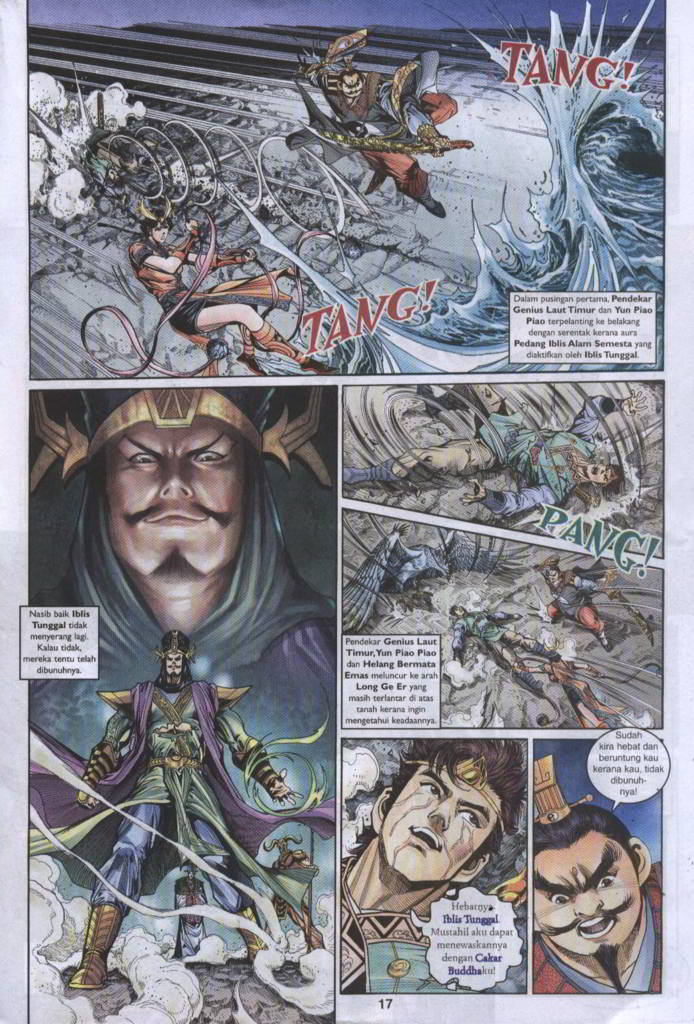 TANG!
TANG!
Dalam pusingan pertama, Pendekar
Genius Laut Timur dan Yun Piao
Piao terpelanting ke belakang
dengan serentak kerana aura
Pedang Iblis Alam Semesta yang
diaktifkan oleh Iblis Tunggal.
Nasib baik Iblis
Tunggal tidak
menyerang lagi.
Kalau tidak,
mereka tentu telah
dibunuhnya.
PANG!
Pendekar Genius Laut
Timur, Yun Piao Piao
dan Helang Bermata
Emas meluncur ke arah
Long Ge Er yang
masih terlantar di atas
tanah kerana ingin
mengetahui keadaannya.
Hebatnya
Iblis Tunggal.
Mustahil aku dapat
menewaskannya
dengan Cakar
Buddhaku!
Sudah
kira hebat dan
beruntung kau
kerana kau, tidak
dibunuh-
nya!
17